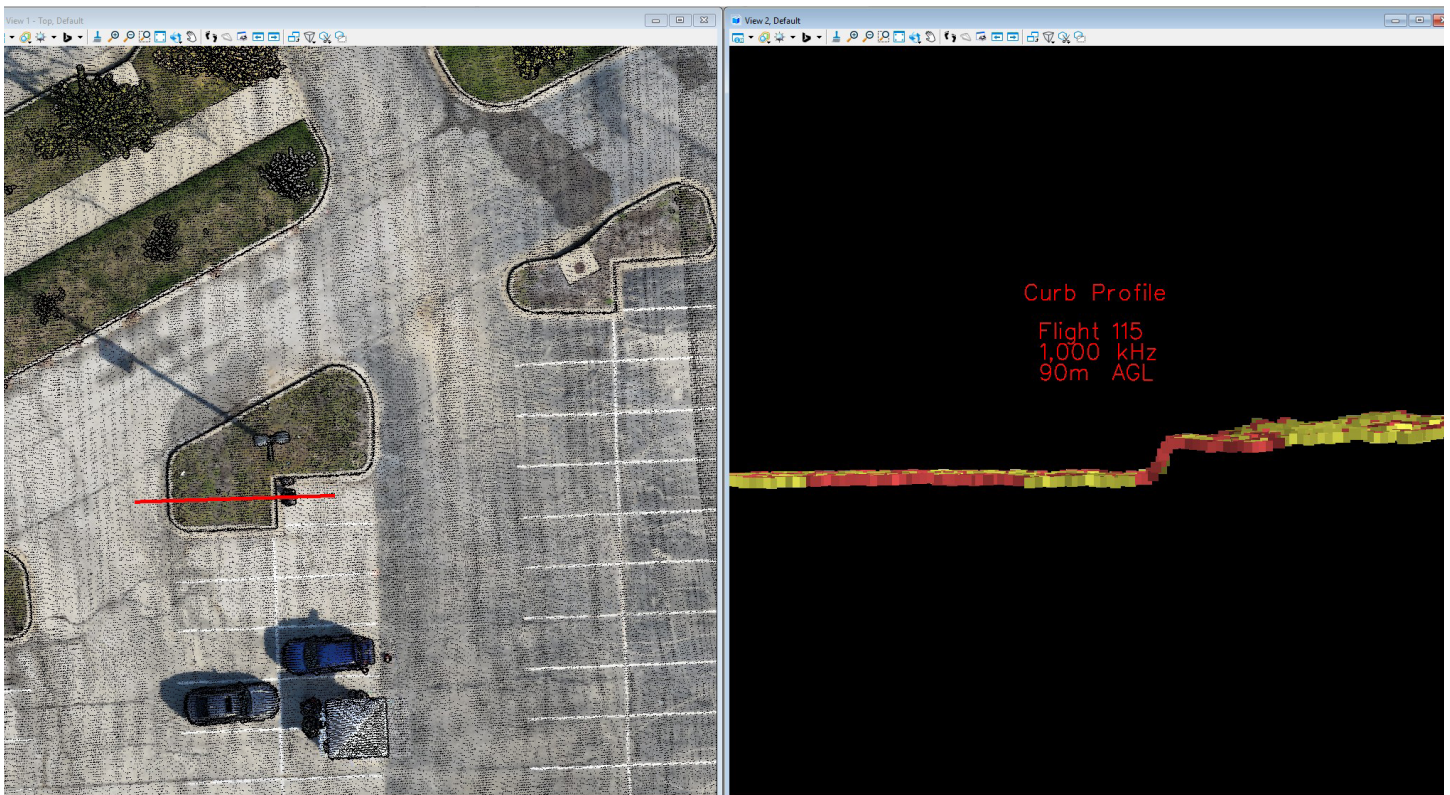 View 1 - Top, Default
View 2, Default
Curb Profile
Flight 115
1,000 kHz
90m AGL